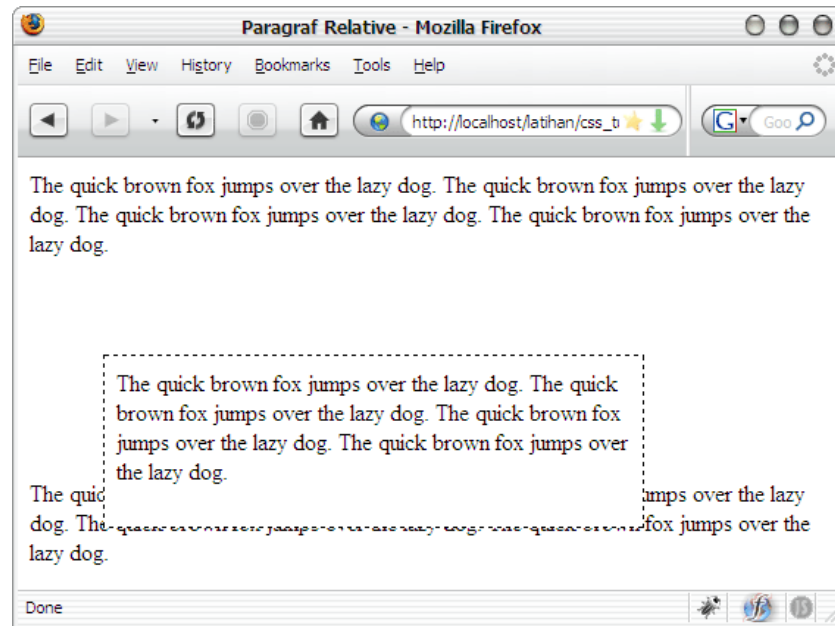 Paragraf Relative - Mozilla Firefox
File Edit View History Bookmarks Tools Help
http://localhost/latihan/css_t
G Goo
The quick brown fox jumps over the lazy dog. The quick brown fox jumps over the lazy
dog. The quick brown fox jumps over the lazy dog. The quick brown fox jumps over the
lazy dog.
The quick brown fox jumps over the lazy dog. The quick
brown fox jumps over the lazy dog. The quick brown fox
jumps over the lazy dog. The quick brown fox jumps over
the lazy dog.
The over the lazy
dog. fox jumps over the
lazy dog.
Done